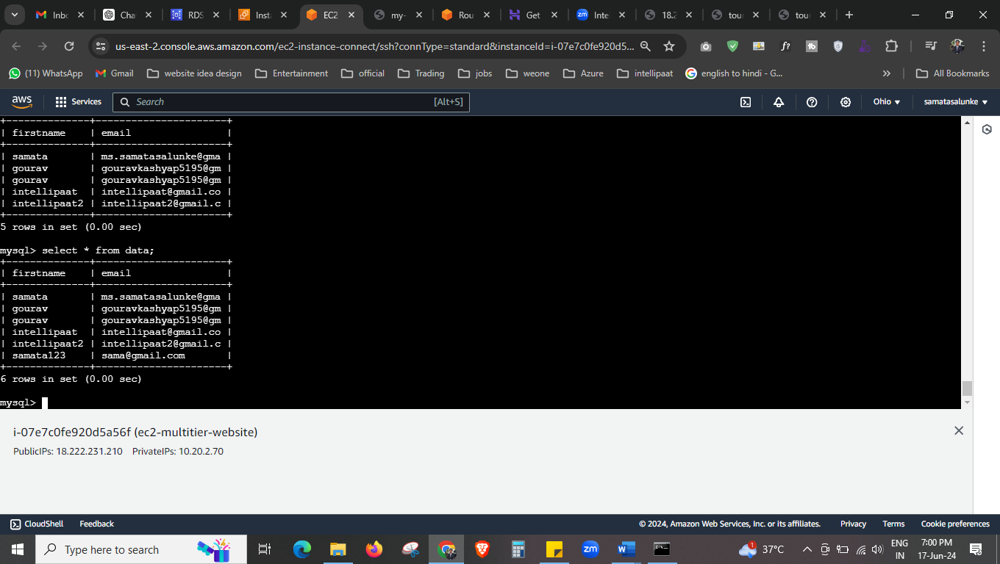 Inbo
Cha
RDS
Insta
EC2
my-
Rou
Get
Inte
18.2
tour
tour
us-east-2.console.aws.amazon.com/ec2-instance-connect/ssh?connType=standard&instanceId=i-07e7c0fe920d5...
(11) WhatsApp
Gmail
website idea design
Entertainment
official
Trading
jobs
weone
Azure
intellipaat
english to hindi - G...
All Bookmarks
aws
Services
Search
[Alt+S]
Ohio
samatasalunke
+--------------+----------------------+
| firstname    | email                |
+--------------+----------------------+
| samata       | ms.samatasalunke@gma |
| gourav       | gouravkashyap5195@gm |
| gourav       | gouravkashyap5195@gm |
| intellipaat  | intellipaat@gmail.co |
| intellipaat2 | intellipaat2@gmail.c |
+--------------+----------------------+
5 rows in set (0.00 sec)
mysql> select * from data;
+--------------+----------------------+
| firstname    | email                |
+--------------+----------------------+
| samata       | ms.samatasalunke@gma |
| gourav       | gouravkashyap5195@gm |
| gourav       | gouravkashyap5195@gm |
| intellipaat  | intellipaat@gmail.co |
| intellipaat2 | intellipaat2@gmail.c |
| samata123    | sama@gmail.com       |
+--------------+----------------------+
6 rows in set (0.00 sec)
mysql>
i-07e7c0fe920d5a56f (ec2-multitier-website)
PublicIPs: 18.222.231.210 PrivateIPs: 10.20.2.70
CloudShell
Feedback
© 2024, Amazon Web Services, Inc. or its affiliates.
Privacy
Terms
Cookie preferences
Type here to search
zm
1
37°C
ENG
IN
7:00 PM
17-Jun-24